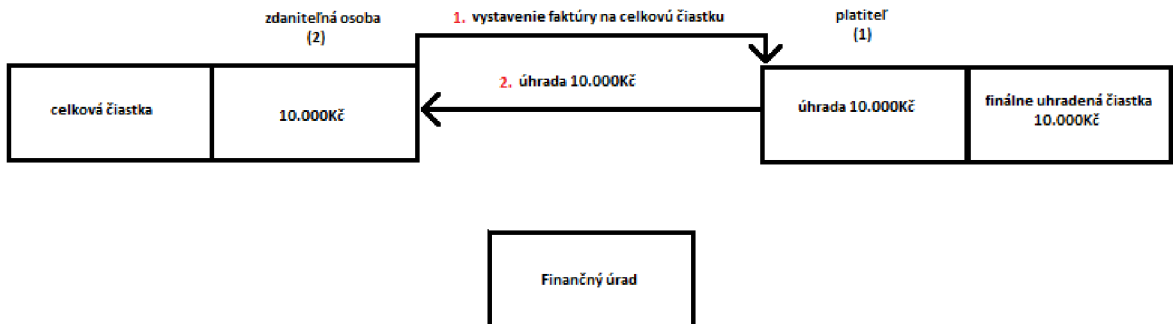 zdaniteľná osoba
(2)
1. vystavenie faktúry na celkovú čiastku
platiteľ
(1)
celková čiastka
10.000Kč
2. úhrada 10.000Kč
úhrada 10.000Kč
finálne uhradená čiastka
10.000Kč
Finančný úrad